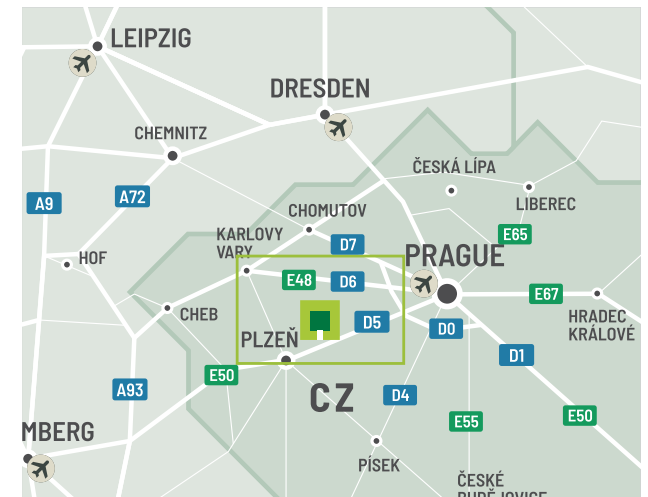 LEIPZIG
DRESDEN
CHEMNITZ
ČESKÁ LÍPA
A9
A72
LIBEREC
CHOMUTOV
KARLOVY
VARY
E65
D7
PRAGUE
HOF
E48
D6
E67
CHEB
D5
HRADEC
KRÁLOVÉ
PLZEŇ
D0
D1
E50
A93
CZ
D4
E55
E50
MBERG
PÍSEK
ČESKÉ
BUDĚJOVICE